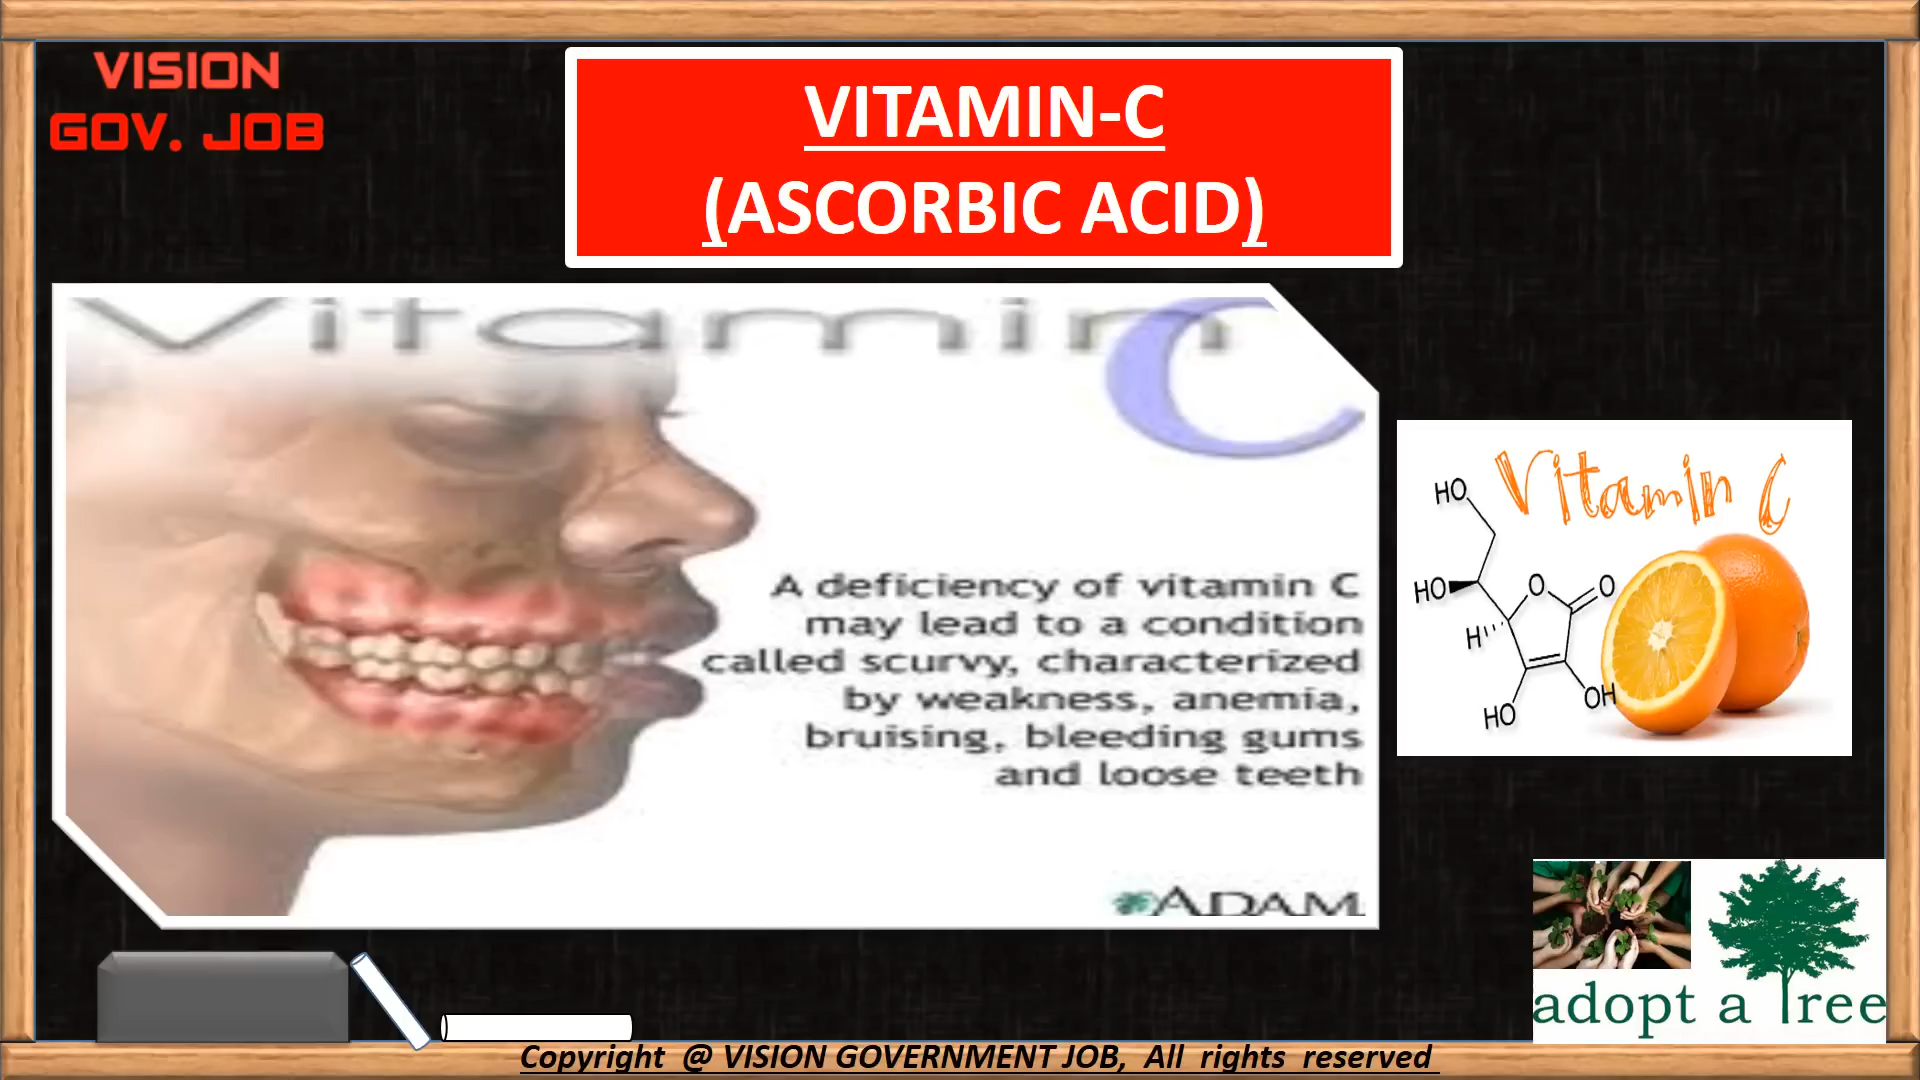 VISION
GOV. JOB
VITAMIN-C
(ASCORBIC ACID)
Vitamin C
A deficiency of vitamin C
may lead to a condition
called scurvy, characterized
by weakness, anemia,
bruising, bleeding gums
and loose teeth
ADAM
Vitamin C
HO
HO
O
O
H
HO
OH
adopt a Tree
Copyright @ VISION GOVERNMENT JOB, All rights reserved